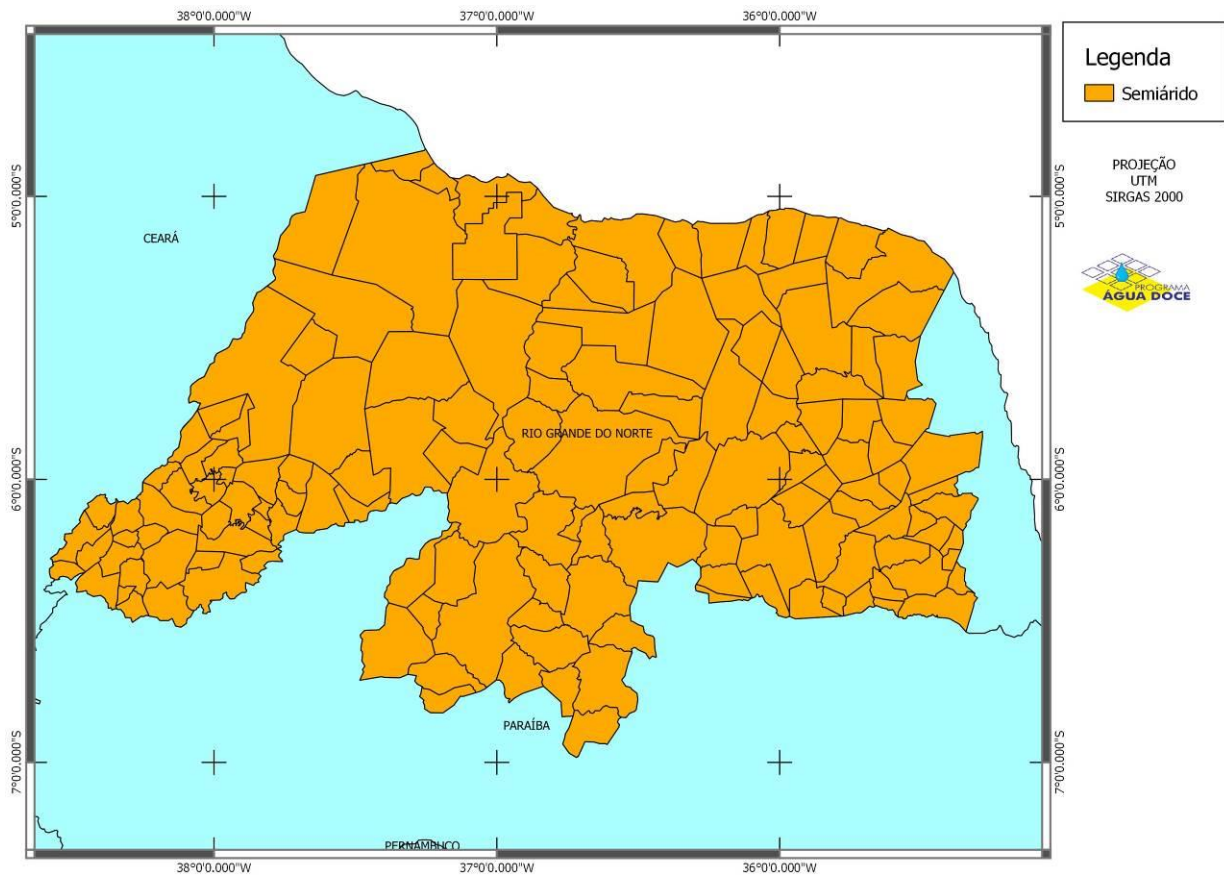 38°0'0.000"W
37°0'0.000"W
36°0'0.000"W
Legenda
Semiárido
PROJEÇÃO
UTM
SIRGAS 2000
PROGRAMA
ÁGUA DOCE
5°0'0.000"S
5°0'0.000"S
CEARÁ
RIO GRANDE DO NORTE
6°0'0.000"S
6°0'0.000"S
PARAÍBA
7°0'0.000"S
7°0'0.000"S
PERNAMBUCO
38°0'0.000"W
37°0'0.000"W
36°0'0.000"W